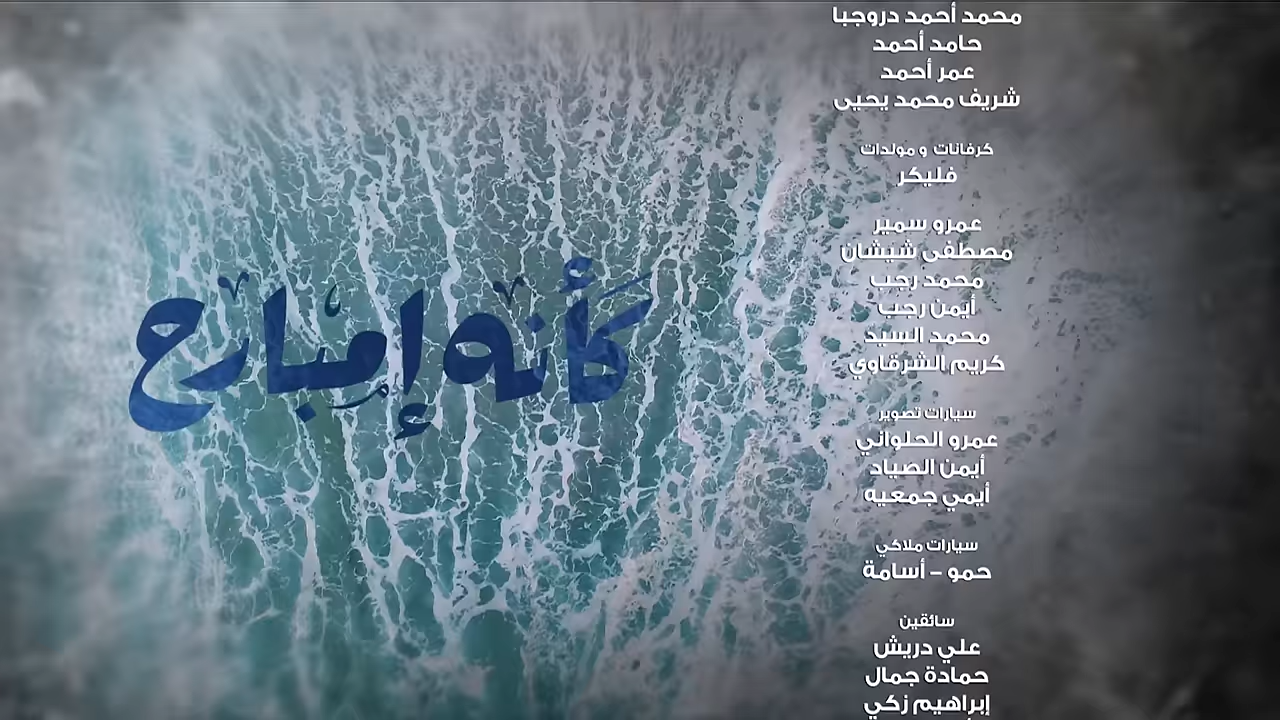 محمد أحمد دروجبا
حامد أحمد
عمر أحمد
شريف محمد يحيى
كرفانات و مولدات
فليكر
عمرو سمير
مصطفى شيشان
محمد رجب
أيمن رجب
محمد السيد
كريم الشرقاوي
سيارات تصوير
عمرو الحلواني
أيمن الصياد
أيمي جمعيه
سيارات ملاكي
حمو - أسامة
سائقين
علي دربش
حمادة جمال
إبراهيم زكي
كأنه إمبارح